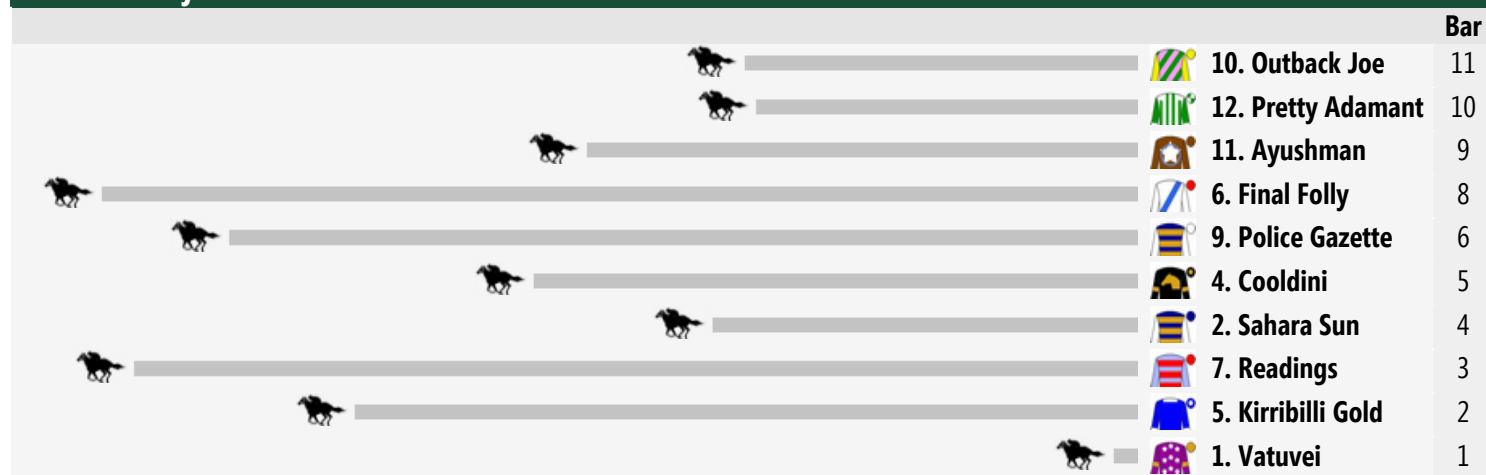 Bar
10. Outback Joe 11
12. Pretty Adamant 10
11. Ayushman 9
6. Final Folly 8
9. Police Gazette 6
4. Cooldini 5
2. Sahara Sun 4
7. Readings 3
5. Kirribilli Gold 2
1. Vatuvei 1